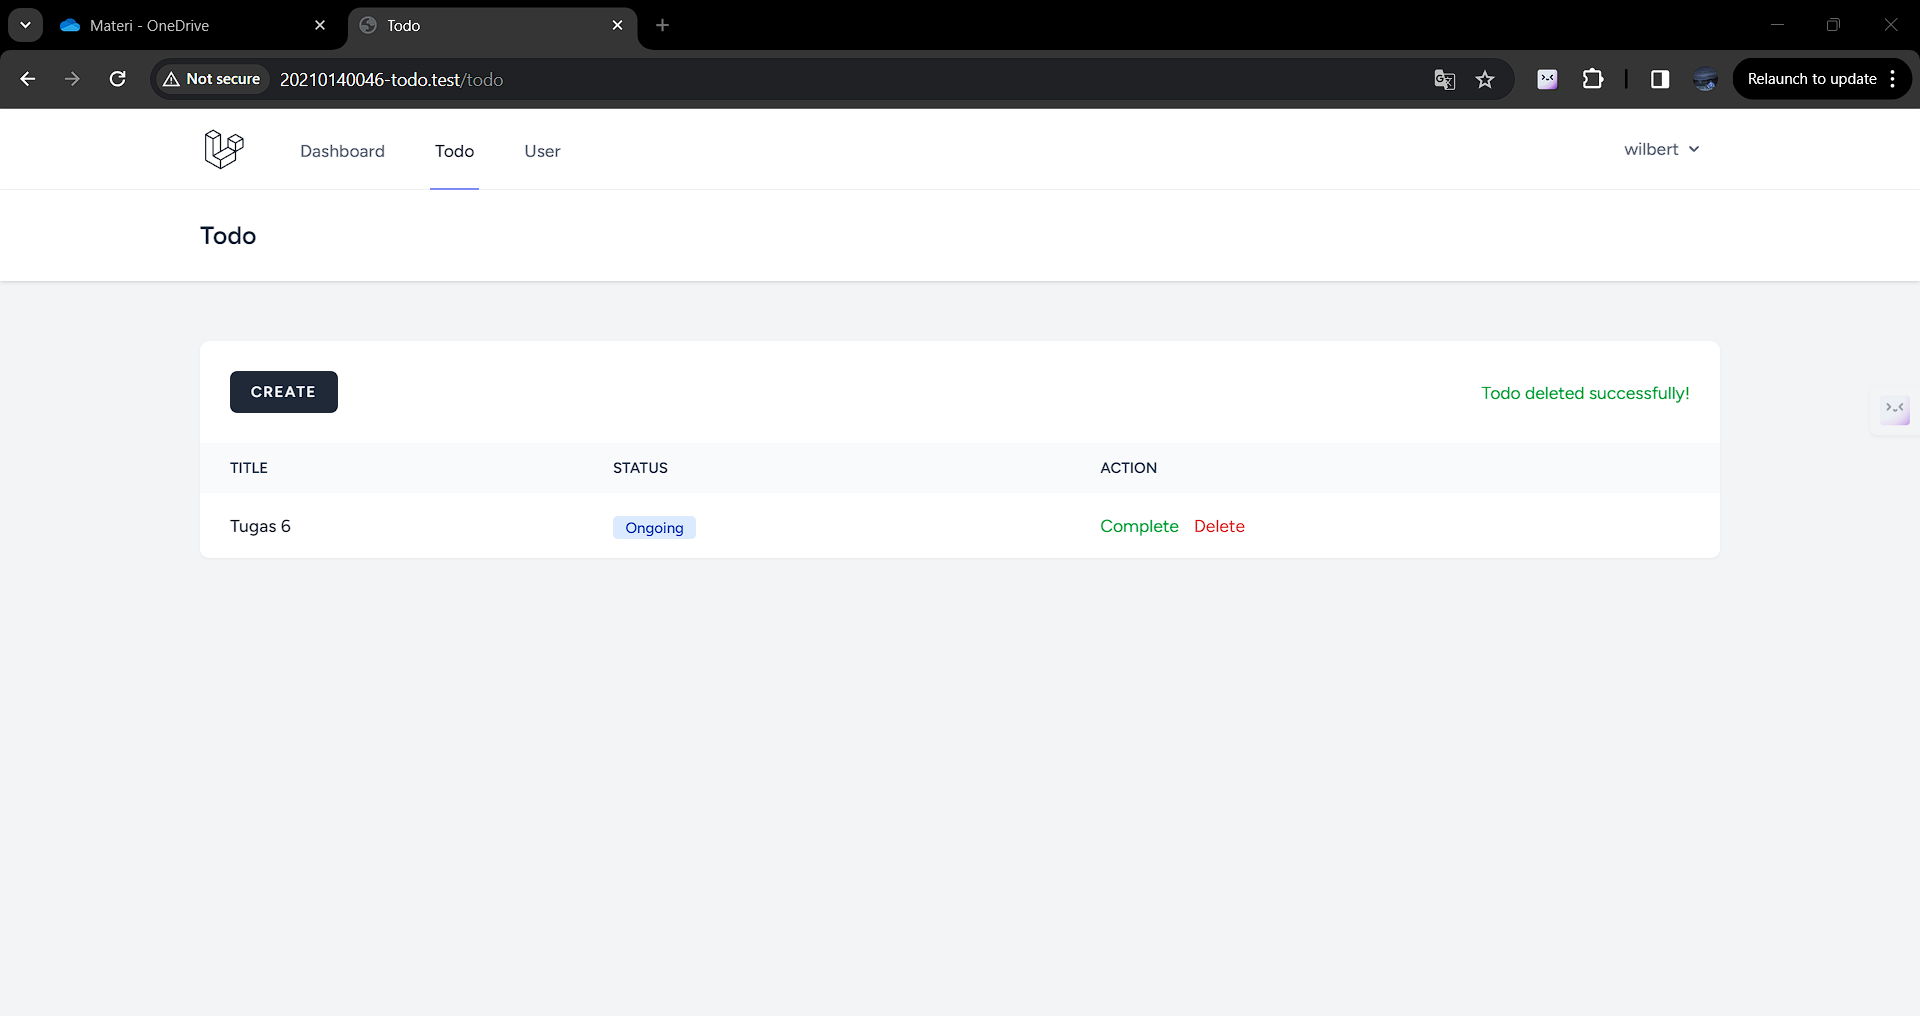 Materi - OneDrive
Todo
Not secure
20210140046-todo.test/todo
Relaunch to update
Dashboard
Todo
User
wilbert
Todo
CREATE
Todo deleted successfully!
TITLE
STATUS
ACTION
Tugas 6
Ongoing
Complete
Delete